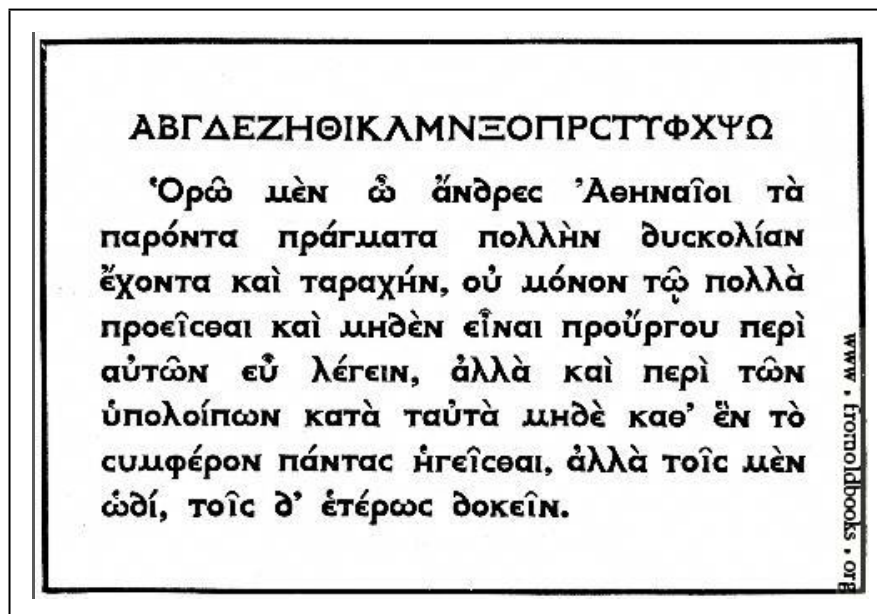 ΑΒΓΔΕΖΗΘΙΚΛΜΝΞΟΠΡϹΤΥΦΧΨΩ
Ὁρῶ μὲν ὦ ἄνδρεϲ Ἀθηναῖοι τὰ
παρόντα πράγματα πολλὴν δυϲκολίαν
ἔχοντα καὶ ταραχήν, οὐ μόνον τῷ πολλὰ
προεῖϲθαι καὶ μηδὲν εἶναι προὔργου περὶ
αὐτῶν εὖ λέγειν, ἀλλὰ καὶ περὶ τῶν
ὑπολοίπων κατὰ ταὐτὰ μηδὲ καθ’ ἓν τὸ
ϲυμφέρον πάνταϲ ἡγεῖϲθαι, ἀλλὰ τοῖϲ μὲν
ὡδί, τοῖϲ δ’ ἑτέρωϲ δοκεῖν.
www.fromoldbooks.org